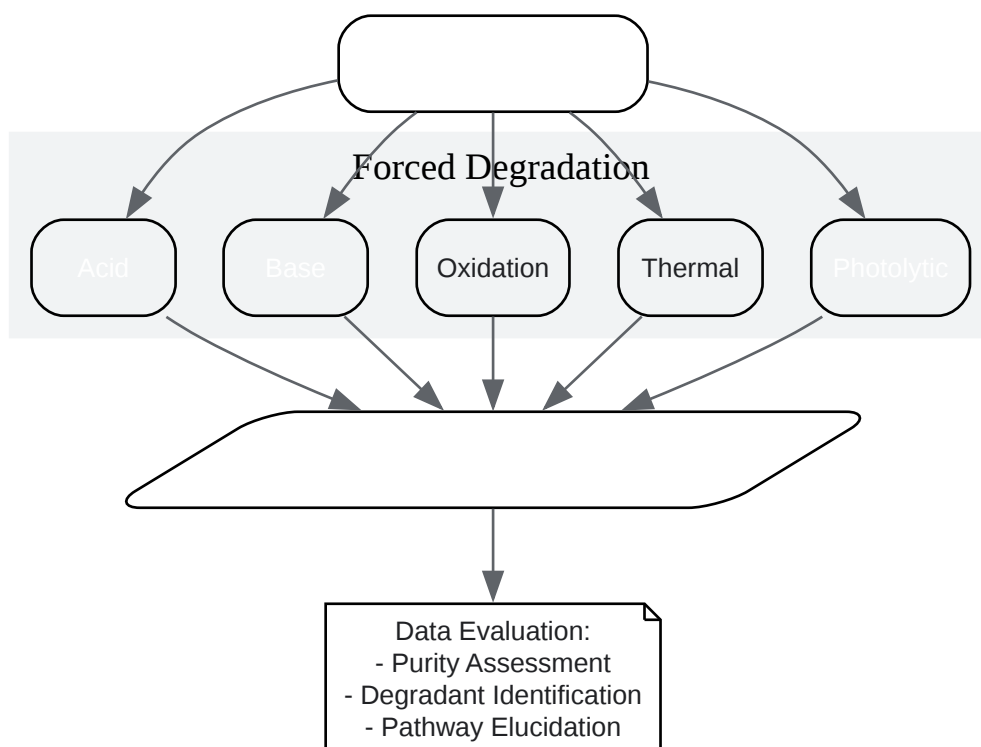 Forced Degradation
Acid
Base
Oxidation
Thermal
Photolytic
Data Evaluation:
- Purity Assessment
- Degradant Identification
- Pathway Elucidation